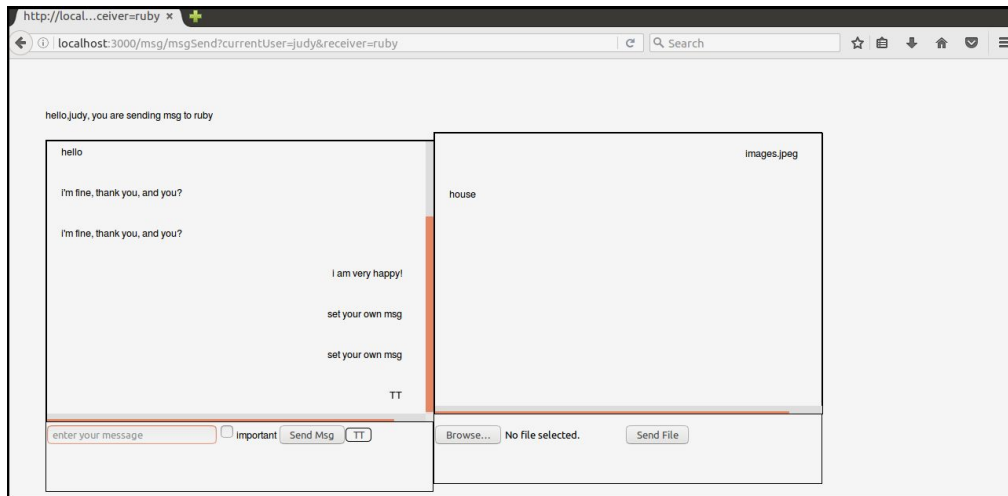 http://local...ceiver=ruby ×
localhost:3000/msg/msgSend?currentUser=judy&receiver=ruby
Search
hello,judy, you are sending msg to ruby
hello
i'm fine, thank you, and you?
i'm fine, thank you, and you?
i am very happy!
set your own msg
set your own msg
TT
enter your message important Send Msg TT
images.jpeg
house
Browse... No file selected. Send File